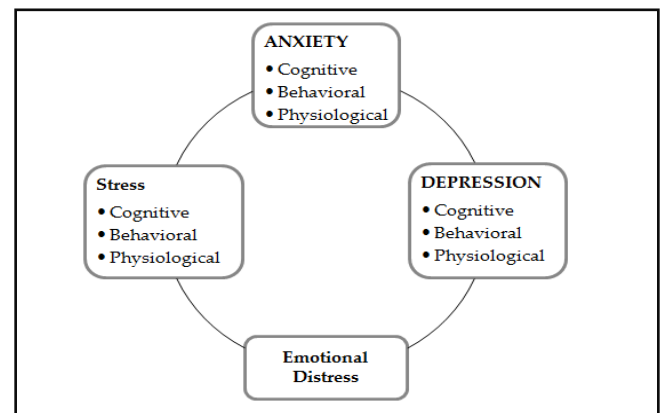 ANXIETY
• Cognitive
• Behavioral
• Physiological
Stress
• Cognitive
• Behavioral
• Physiological
DEPRESSION
• Cognitive
• Behavioral
• Physiological
Emotional
Distress